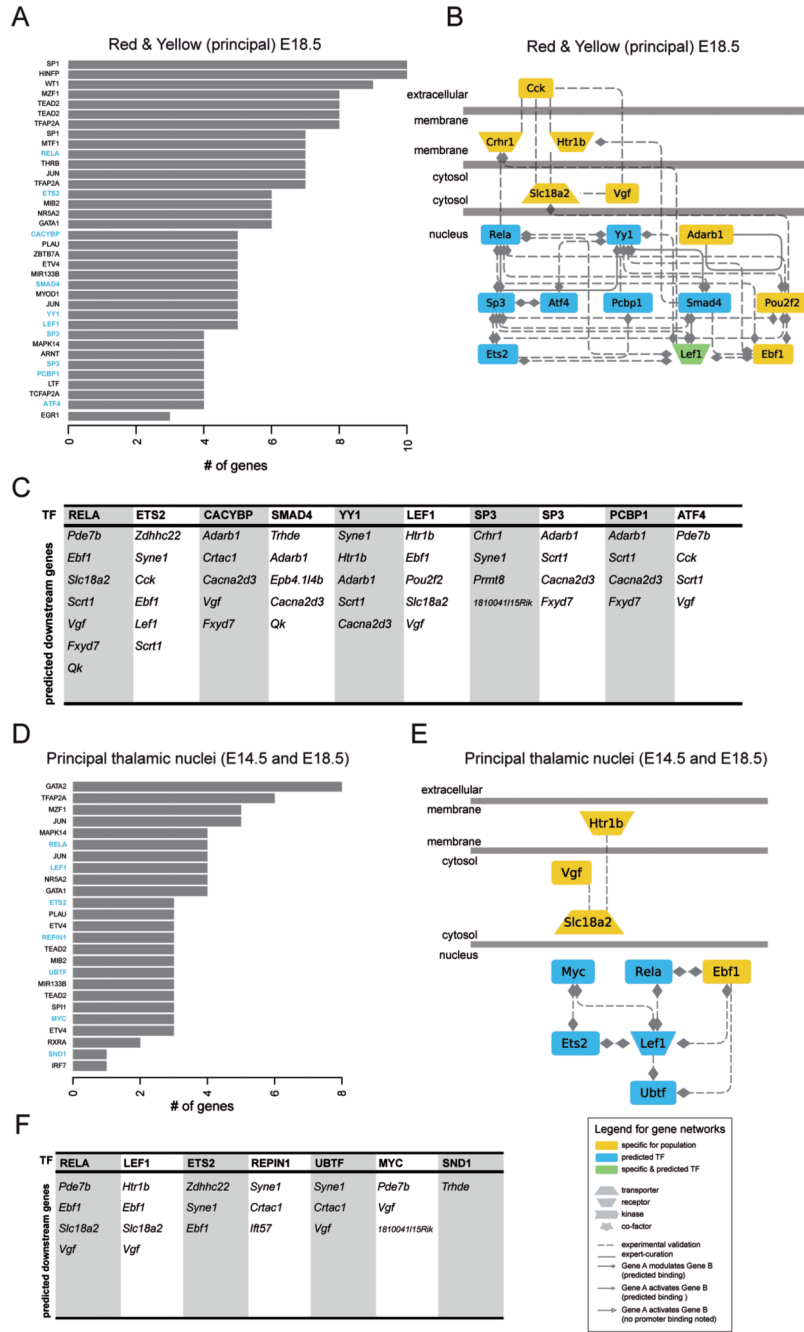 A
Red & Yellow (principal) E18.5
SP1
HINFP
WT1
MZF1
TEAD2
TEAD2
TFAP2A
SP1
MTF1
RELA
THRB
JUN
TFAP2A
ETS2
MIB2
NR5A2
GATA1
CACYBP
PLAU
ZBTB7A
ETV4
MIR133B
SMAD4
MYOD1
JUN
YY1
LEF1
SP3
MAPK14
ARNT
SP3
PCBP1
LTF
TCFAP2A
ATF4
EGR1
0 2 4 6 8 10
# of genes
B
Red & Yellow (principal) E18.5
Cck
extracellular
membrane
Crhr1 Htr1b
membrane
cytosol
Slc18a2 Vgf
cytosol
nucleus
Rela Yy1 Adarb1
Sp3 Atf4 Pcbp1 Smad4 Pou2f2
Ets2 Lef1 Ebf1
C
TF RELA ETS2 CACYBP SMAD4 YY1 LEF1 SP3 SP3 PCBP1 ATF4
predicted downstream genes
Pde7b Zdhhc22 Adarb1 Trhde Syne1 Htr1b Crhr1 Adarb1 Adarb1 Pde7b
Ebf1 Syne1 Crtac1 Adarb1 Htr1b Ebf1 Syne1 Scrt1 Scrt1 Cck
Slc18a2 Cck Cacna2d3 Epb4.1l4b Adarb1 Pou2f2 Prmt8 Cacna2d3 Cacna2d3 Scrt1
Scrt1 Ebf1 Vgf Cacna2d3 Scrt1 Slc18a2 1810041l15Rik Fxyd7 Fxyd7 Vgf
Vgf Lef1 Fxyd7 Qk Cacna2d3 Vgf
Fxyd7 Scrt1
Qk
D
Principal thalamic nuclei (E14.5 and E18.5)
GATA2
TFAP2A
MZF1
JUN
MAPK14
RELA
JUN
LEF1
NR5A2
GATA1
ETS2
PLAU
ETV4
REPIN1
TEAD2
MIB2
UBTF
MIR133B
TEAD2
SPI1
MYC
ETV4
RXRA
SND1
IRF7
0 2 4 6 8
# of genes
E
Principal thalamic nuclei (E14.5 and E18.5)
extracellular
membrane
Htr1b
membrane
cytosol
Vgf
Slc18a2
cytosol
nucleus
Myc Rela Ebf1
Ets2 Lef1
Ubtf
F
TF RELA LEF1 ETS2 REPIN1 UBTF MYC SND1
predicted downstream genes
Pde7b Htr1b Zdhhc22 Syne1 Syne1 Pde7b Trhde
Ebf1 Ebf1 Syne1 Crtac1 Crtac1 Vgf
Slc18a2 Slc18a2 Ebf1 Ift57 Vgf 1810041l15Rik
Vgf Vgf
Legend for gene networks
specific for population
predicted TF
specific & predicted TF
transporter
receptor
kinase
co-factor
experimental validation
expert-curation
Gene A modulates Gene B
(predicted binding)
Gene A activates Gene B
(predicted binding )
Gene A activates Gene B
(no promoter binding noted)